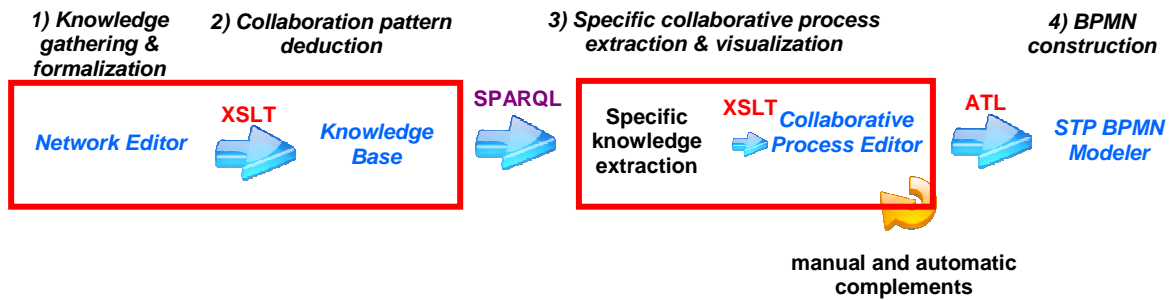 1) Knowledge
gathering &
formalization
2) Collaboration pattern
deduction
3) Specific collaborative process
extraction & visualization
4) BPMN
construction
Network Editor
XSLT
Knowledge
Base
SPARQL
Specific
knowledge
extraction
XSLT
Collaborative
Process Editor
ATL
STP BPMN
Modeler
manual and automatic
complements